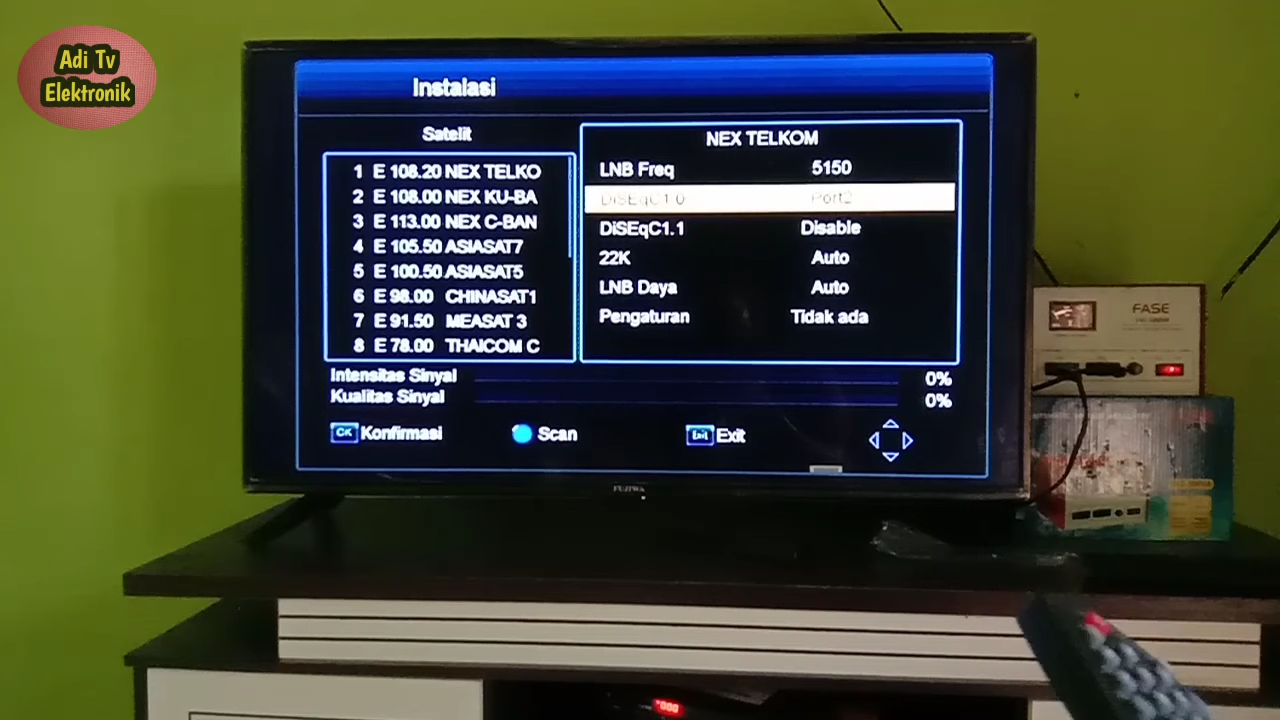 Adi Tv
Elektronik
Instalasi
Satelit
1 E 108.20 NEX TELKO
2 E 108.00 NEX KU-BA
3 E 113.00 NEX C-BAN
4 E 105.50 ASIASAT7
5 E 100.50 ASIASAT5
6 E 98.00 CHINASAT1
7 E 91.50 MEASAT 3
8 E 78.00 THAICOM C
NEX TELKOM
LNB Freq 5150
DiSEqC1.0 Port2
DiSEqC1.1 Disable
22K Auto
LNB Daya Auto
Pengaturan Tidak ada
Intensitas Sinyal 0%
Kualitas Sinyal 0%
OK Konfirmasi Scan Exit Exit
FUJIWA
FASE